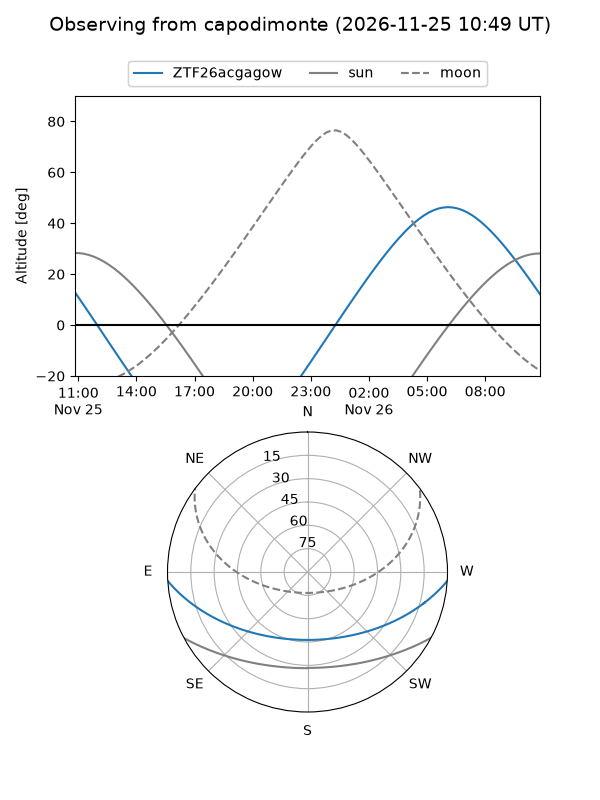 Observing from capodimonte (2026-11-25 10:49 UT)
ZTF26acgagow sun moon
Altitude [deg]
80
60
40
20
0
−20
11:00 14:00 17:00 20:00 23:00 02:00 05:00 08:00
Nov 25 Nov 26
N
NE NW
15
30
45
60
75
E W
SE SW
S